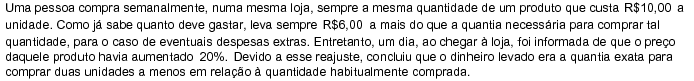 Uma pessoa compra semanalmente, numa mesma loja, sempre a mesma quantidade de um produto que custa R$10,00 a
unidade. Como já sabe quanto deve gastar, leva sempre R$6,00 a mais do que a quantia necessária para comprar tal
quantidade, para o caso de eventuais despesas extras. Entretanto, um dia, ao chegar à loja, foi informada de que o preço
daquele produto havia aumentado 20%. Devido a esse reajuste, concluiu que o dinheiro levado era a quantia exata para
comprar duas unidades a menos em relação à quantidade habitualmente comprada.